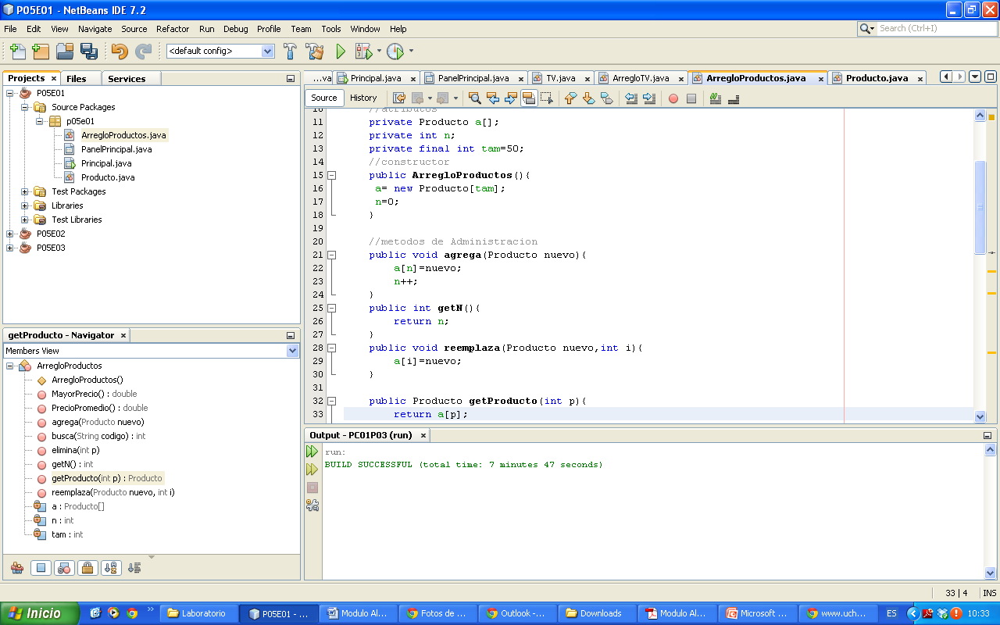 P05E01 - NetBeans IDE 7.2
File Edit View Navigate Source Refactor Run Debug Profile Team Tools Window Help
Search (Ctrl+I)
<default config>
Projects Files Services
P05E01
Source Packages
p05e01
ArregloProductos.java
PanelPrincipal.java
Principal.java
Producto.java
Test Packages
Libraries
Test Libraries
P05E02
P05E03
getProducto - Navigator
Members View
ArregloProductos
ArregloProductos()
MayorPrecio() : double
PrecioPromedio() : double
agrega(Producto nuevo)
busca(String codigo) : int
elimina(int p)
getN() : int
getProducto(int p) : Producto
reemplaza(Producto nuevo, int i)
a : Producto[]
n : int
tam : int
...va Principal.java PanelPrincipal.java TV.java ArregloTV.java ArregloProductos.java Producto.java
Source History
10 //atributos
11 private Producto a[];
12 private int n;
13 private final int tam=50;
14 //constructor
15 public ArregloProductos(){
16 a= new Producto[tam];
17 n=0;
18 }
19
20 //metodos de Administracion
21 public void agrega(Producto nuevo){
22 a[n]=nuevo;
23 n++;
24 }
25 public int getN(){
26 return n;
27 }
28 public void reemplaza(Producto nuevo,int i){
29 a[i]=nuevo;
30 }
31
32 public Producto getProducto(int p){
33 return a[p];
Output - PC01P03 (run)
run:
BUILD SUCCESSFUL (total time: 7 minutes 47 seconds)
33 | 4 INS
Inicio Laboratorio P05E01 - ... Modulo Al... Fotos de ... Outlook -... Downloads Modulo Al... Microsoft ... www.uch... ES 10:33